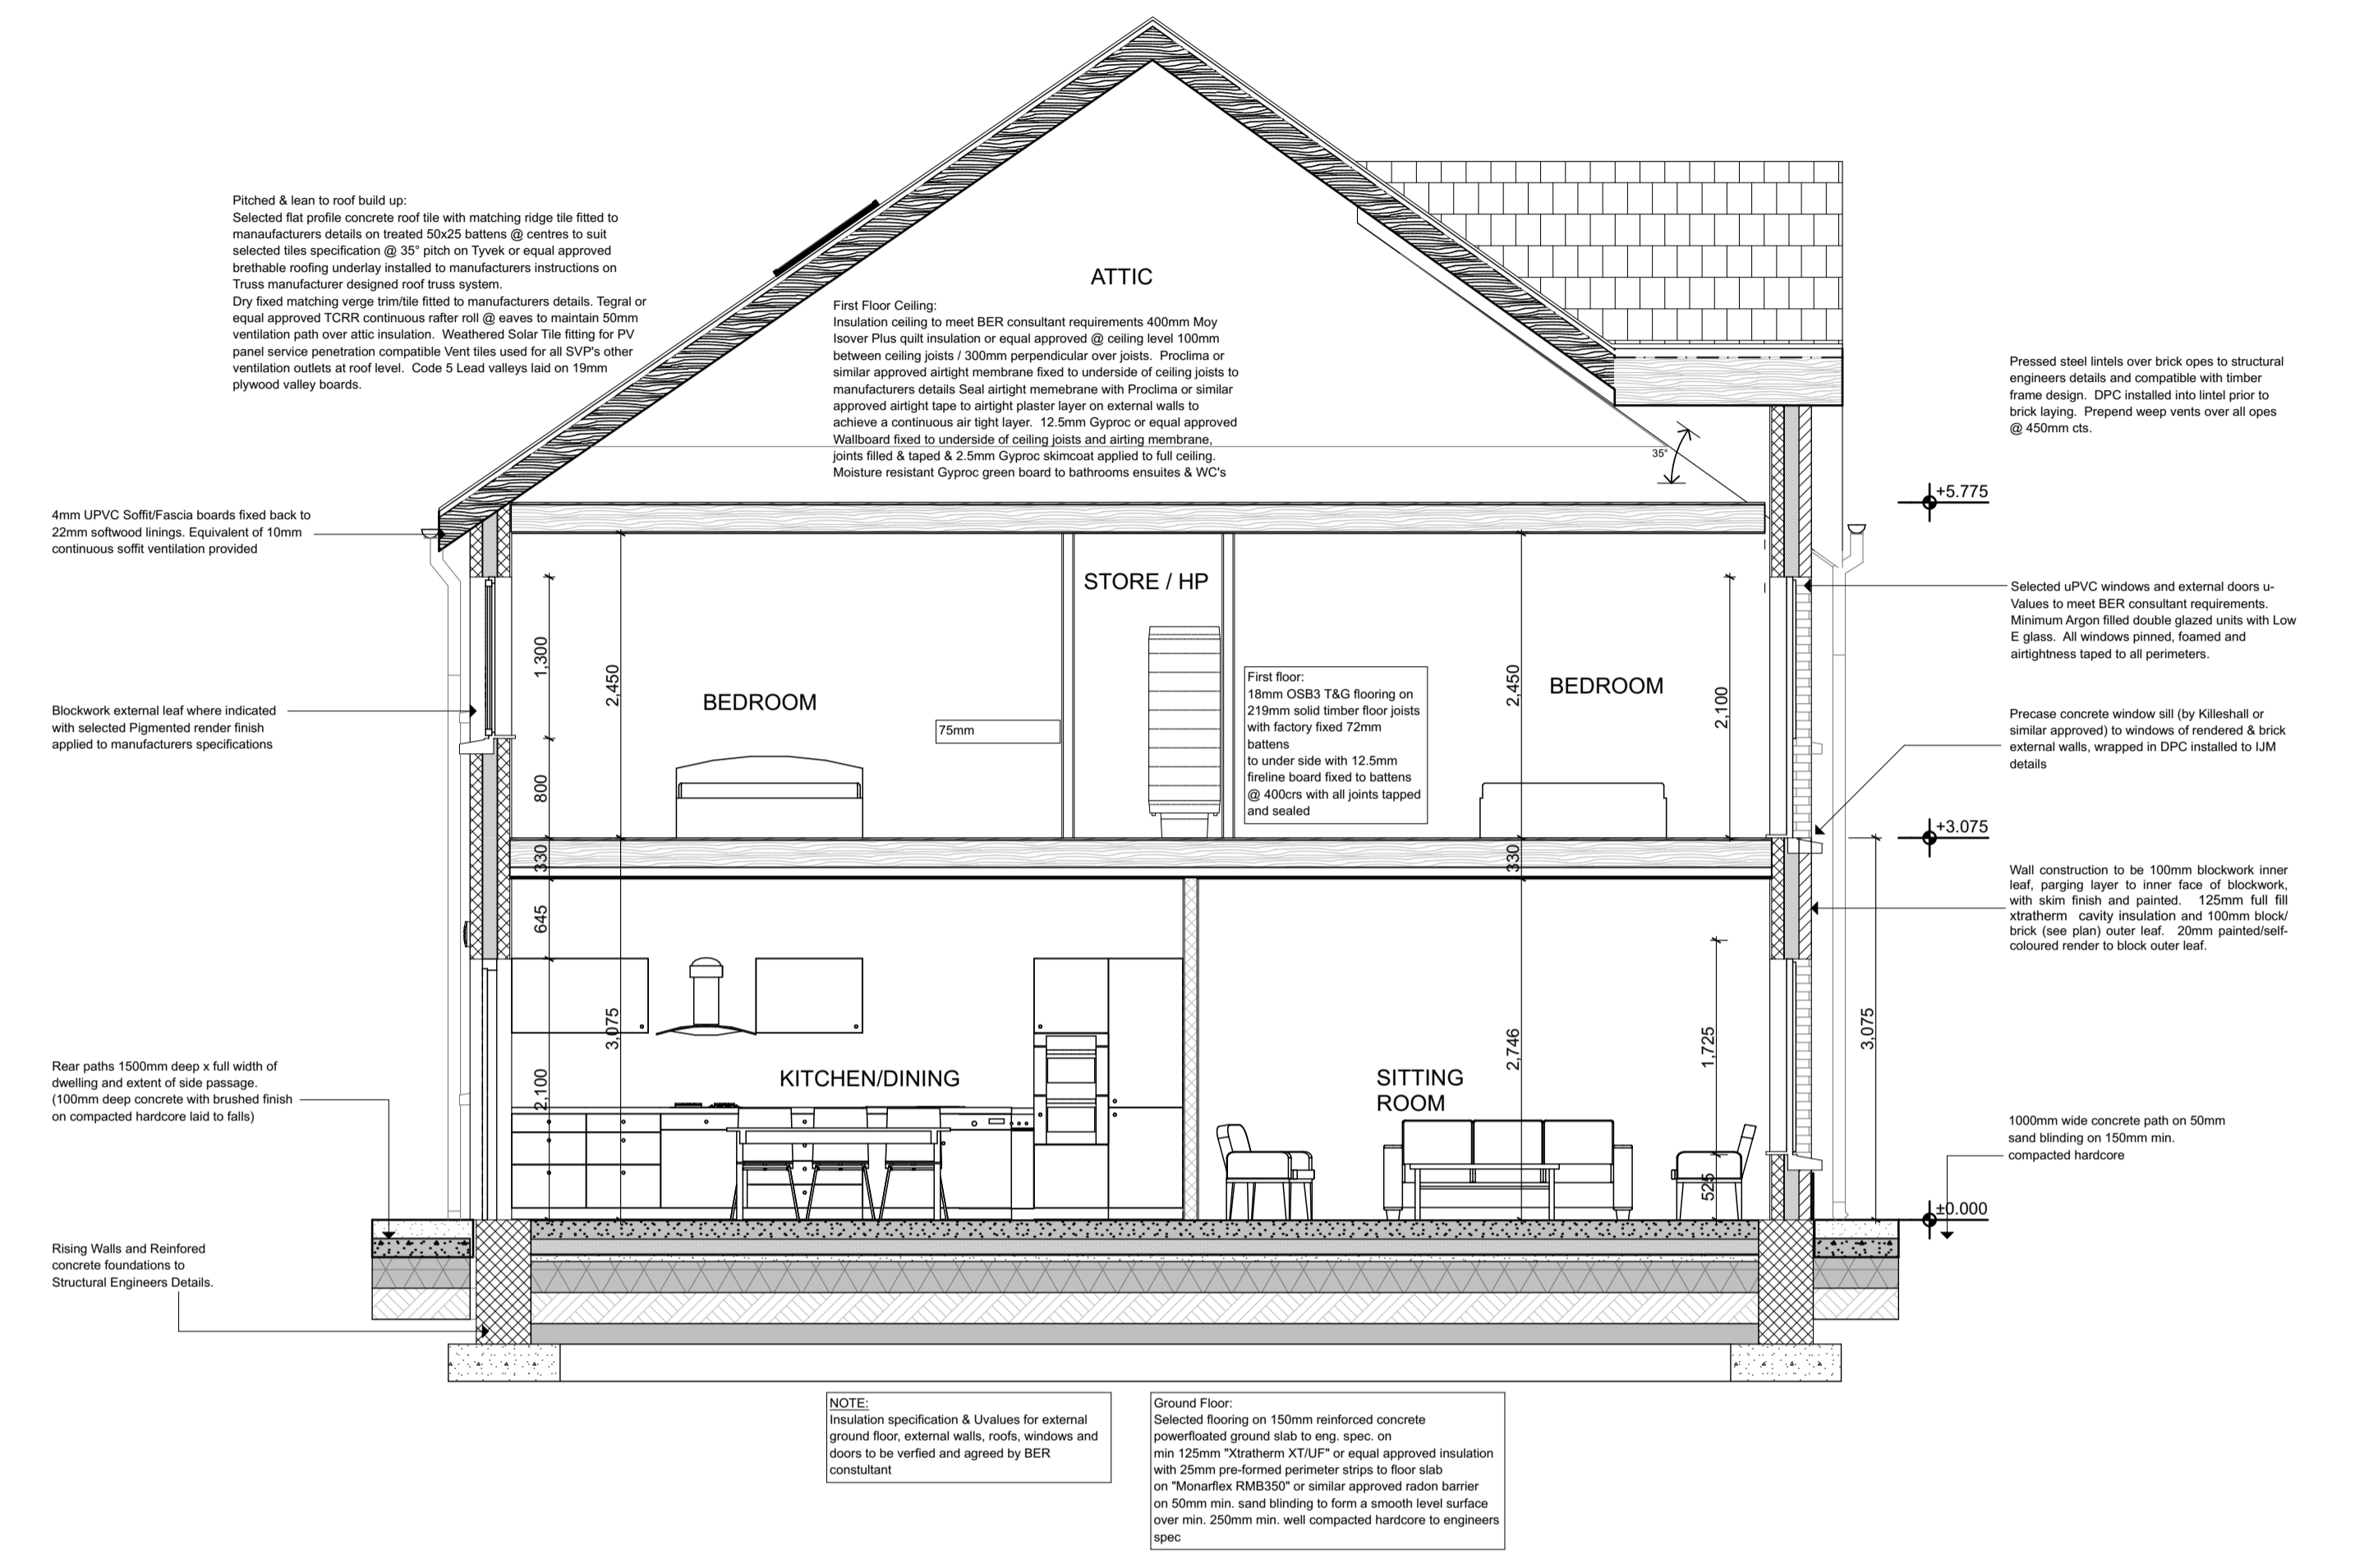 Pitched & lean to roof build up:
Selected flat profile concrete roof tile with matching ridge tile fitted to
manaufacturers details on treated 50x25 battens @ centres to suit
selected tiles specification @ 35° pitch on Tyvek or equal approved
brethable roofing underlay installed to manufacturers instructions on
Truss manufacturer designed roof truss system.
Dry fixed matching verge trim/tile fitted to manufacturers details. Tegral or
equal approved TCRR continuous rafter roll @ eaves to maintain 50mm
ventilation path over attic insulation.  Weathered Solar Tile fitting for PV
panel service penetration compatible Vent tiles used for all SVP's other
ventilation outlets at roof level.  Code 5 Lead valleys laid on 19mm
plywood valley boards.
ATTIC
First Floor Ceiling:
Insulation ceiling to meet BER consultant requirements 400mm Moy
Isover Plus quilt insulation or equal approved @ ceiling level 100mm
between ceiling joists / 300mm perpendicular over joists.  Proclima or
similar approved airtight membrane fixed to underside of ceiling joists to
manufacturers details Seal airtight memebrane with Proclima or similar
approved airtight tape to airtight plaster layer on external walls to
achieve a continuous air tight layer.  12.5mm Gyproc or equal approved
Wallboard fixed to underside of ceiling joists and airting membrane,
joints filled & taped & 2.5mm Gyproc skimcoat applied to full ceiling.
Moisture resistant Gyproc green board to bathrooms ensuites & WC's
35°
Pressed steel lintels over brick opes to structural
engineers details and compatible with timber
frame design.  DPC installed into lintel prior to
brick laying.  Prepend weep vents over all opes
@ 450mm cts.
+5.775
4mm UPVC Soffit/Fascia boards fixed back to
22mm softwood linings. Equivalent of 10mm
continuous soffit ventilation provided
STORE / HP
Selected uPVC windows and external doors u-
Values to meet BER consultant requirements.
Minimum Argon filled double glazed units with Low
E glass.  All windows pinned, foamed and
airtightness taped to all perimeters.
1,300
2,450
BEDROOM
75mm
First floor:
18mm OSB3 T&G flooring on
219mm solid timber floor joists
with factory fixed 72mm
battens
to under side with 12.5mm
fireline board fixed to battens
@ 400crs with all joints tapped
and sealed
2,450
BEDROOM
2,100
Blockwork external leaf where indicated
with selected Pigmented render finish
applied to manufacturers specifications
Precase concrete window sill (by Killeshall or
similar approved) to windows of rendered & brick
external walls, wrapped in DPC installed to IJM
details
800
+3.075
330
330
Wall construction to be 100mm blockwork inner
leaf, parging layer to inner face of blockwork,
with skim finish and painted.  125mm full fill
xtratherm  cavity insulation and 100mm block/
brick (see plan) outer leaf.  20mm painted/self-
coloured render to block outer leaf.
645
3,075
2,746
1,725
3,075
Rear paths 1500mm deep x full width of
dwelling and extent of side passage.
(100mm deep concrete with brushed finish
on compacted hardcore laid to falls)
2,100
KITCHEN/DINING
SITTING
ROOM
1000mm wide concrete path on 50mm
sand blinding on 150mm min.
compacted hardcore
525
±0.000
Rising Walls and Reinfored
concrete foundations to
Structural Engineers Details.
NOTE:
Insulation specification & Uvalues for external
ground floor, external walls, roofs, windows and
doors to be verfied and agreed by BER
constultant
Ground Floor:
Selected flooring on 150mm reinforced concrete
powerfloated ground slab to eng. spec. on
min 125mm "Xtratherm XT/UF" or equal approved insulation
with 25mm pre-formed perimeter strips to floor slab
on "Monarflex RMB350" or similar approved radon barrier
on 50mm min. sand blinding to form a smooth level surface
over min. 250mm min. well compacted hardcore to engineers
spec